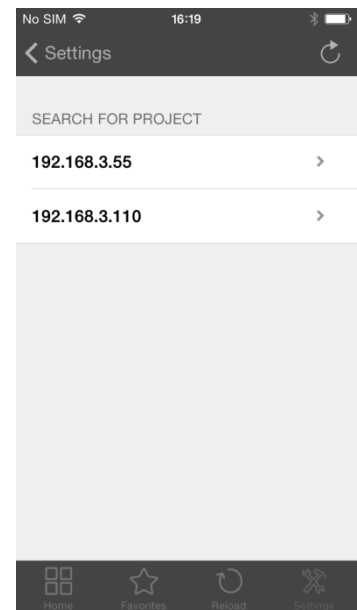 No SIM 16:19
Settings
SEARCH FOR PROJECT
192.168.3.55
192.168.3.110
Home Favorites Reload Settings